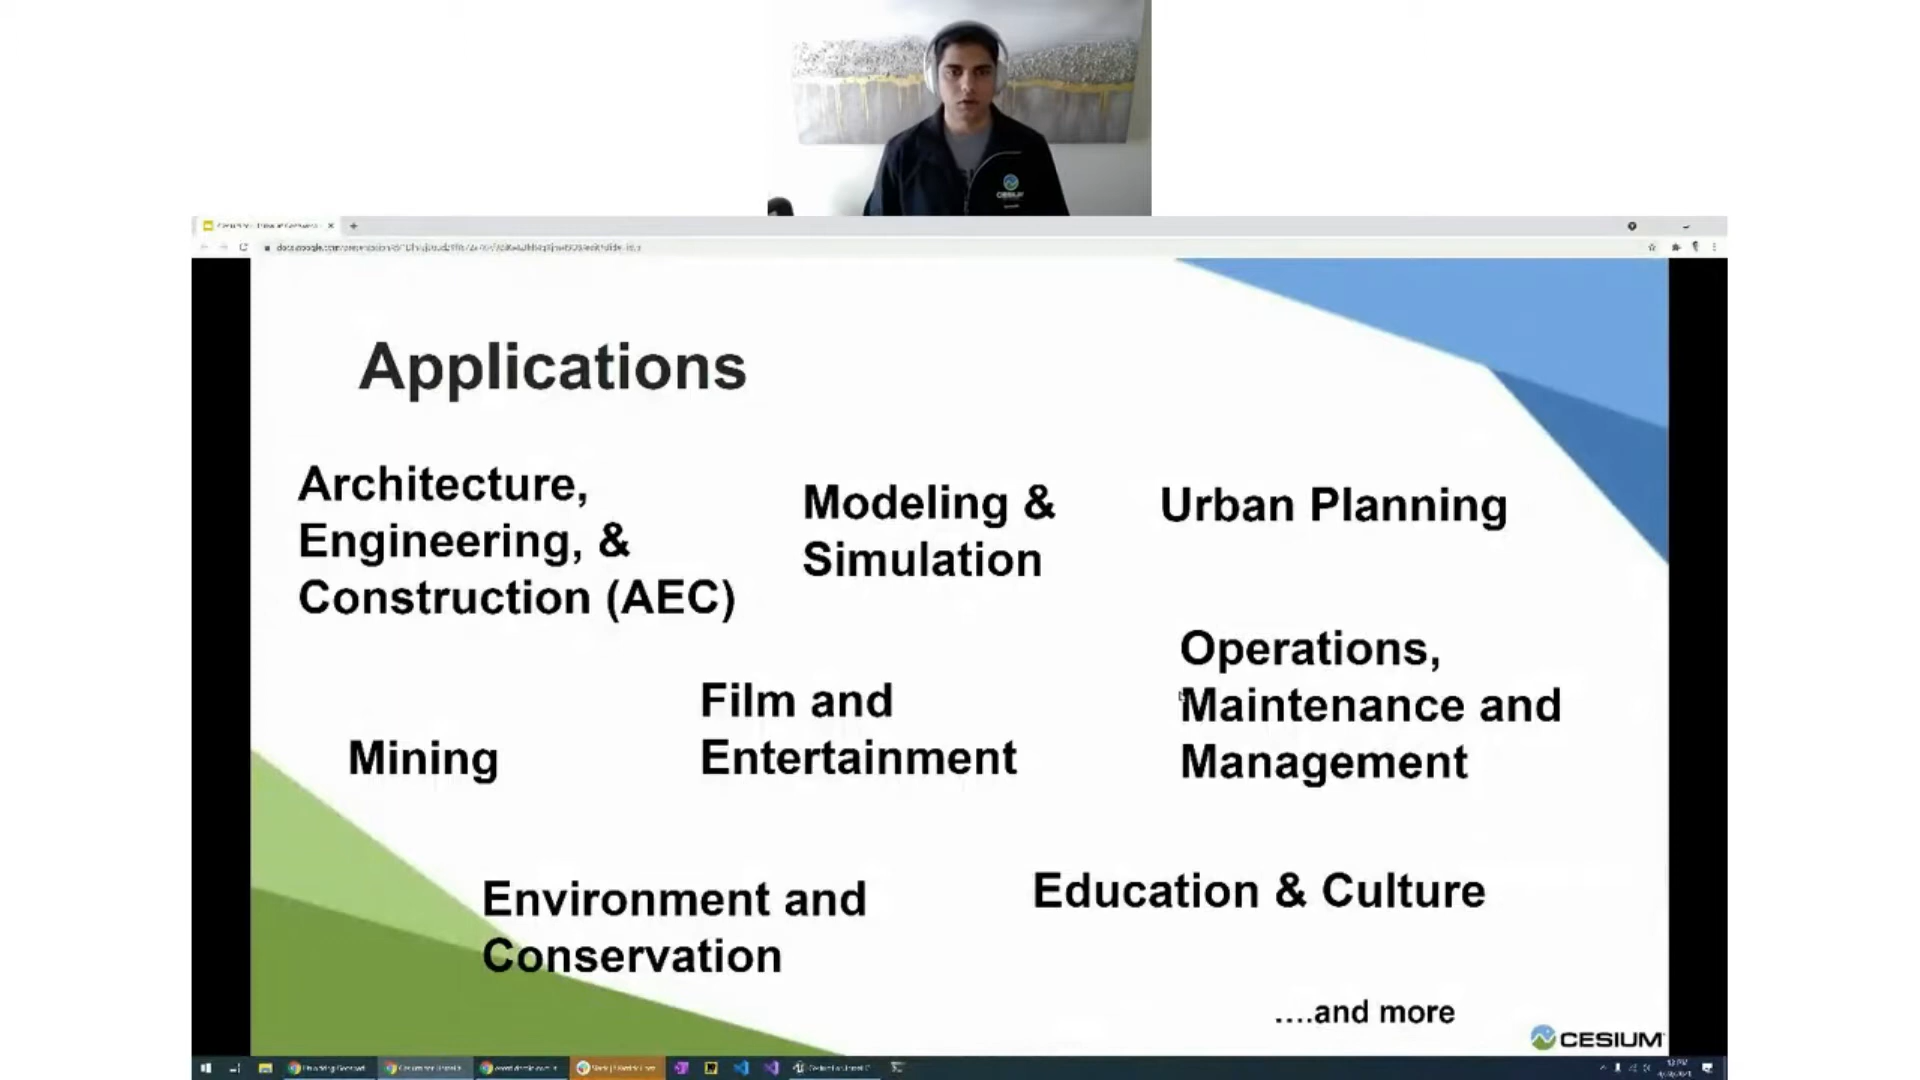 CESIUM
Applications
Architecture,
Engineering, &
Construction (AEC)
Modeling &
Simulation
Urban Planning
Operations,
Maintenance and
Management
Film and
Entertainment
Mining
Environment and
Conservation
Education & Culture
....and more
CESIUM